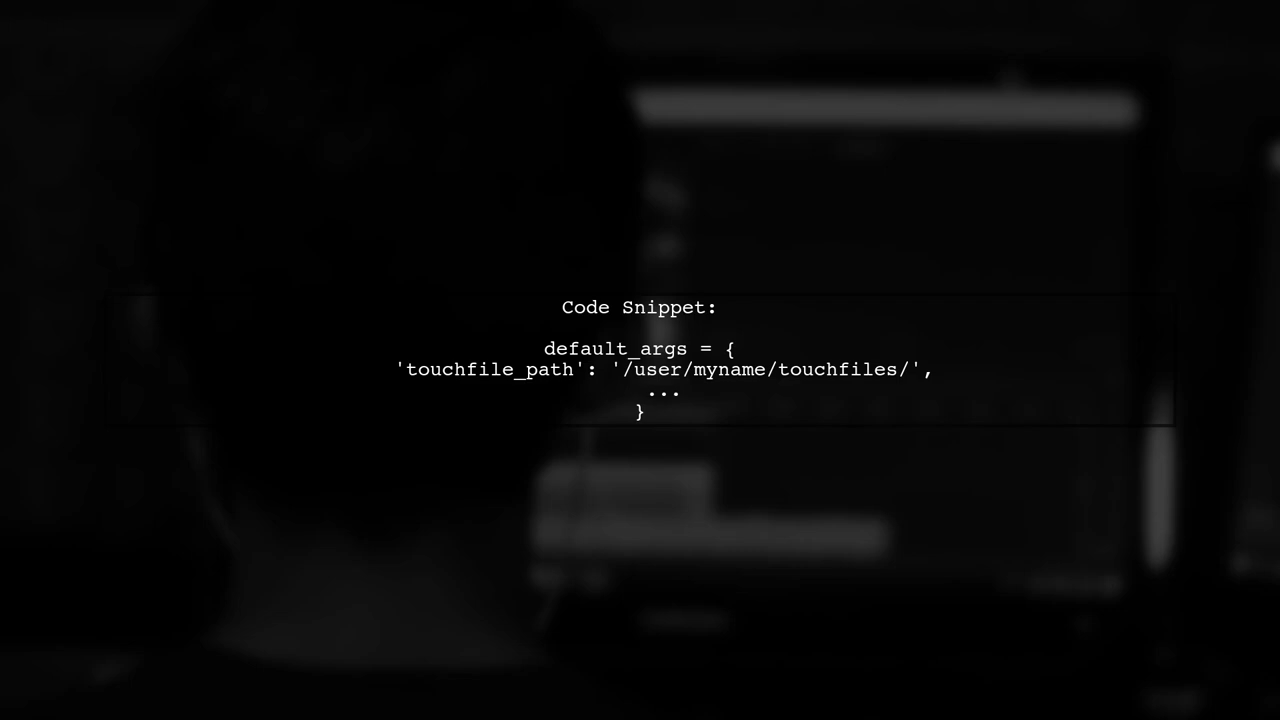 Code Snippet:
default_args = {
'touchfile_path': '/user/myname/touchfiles/',
...
}